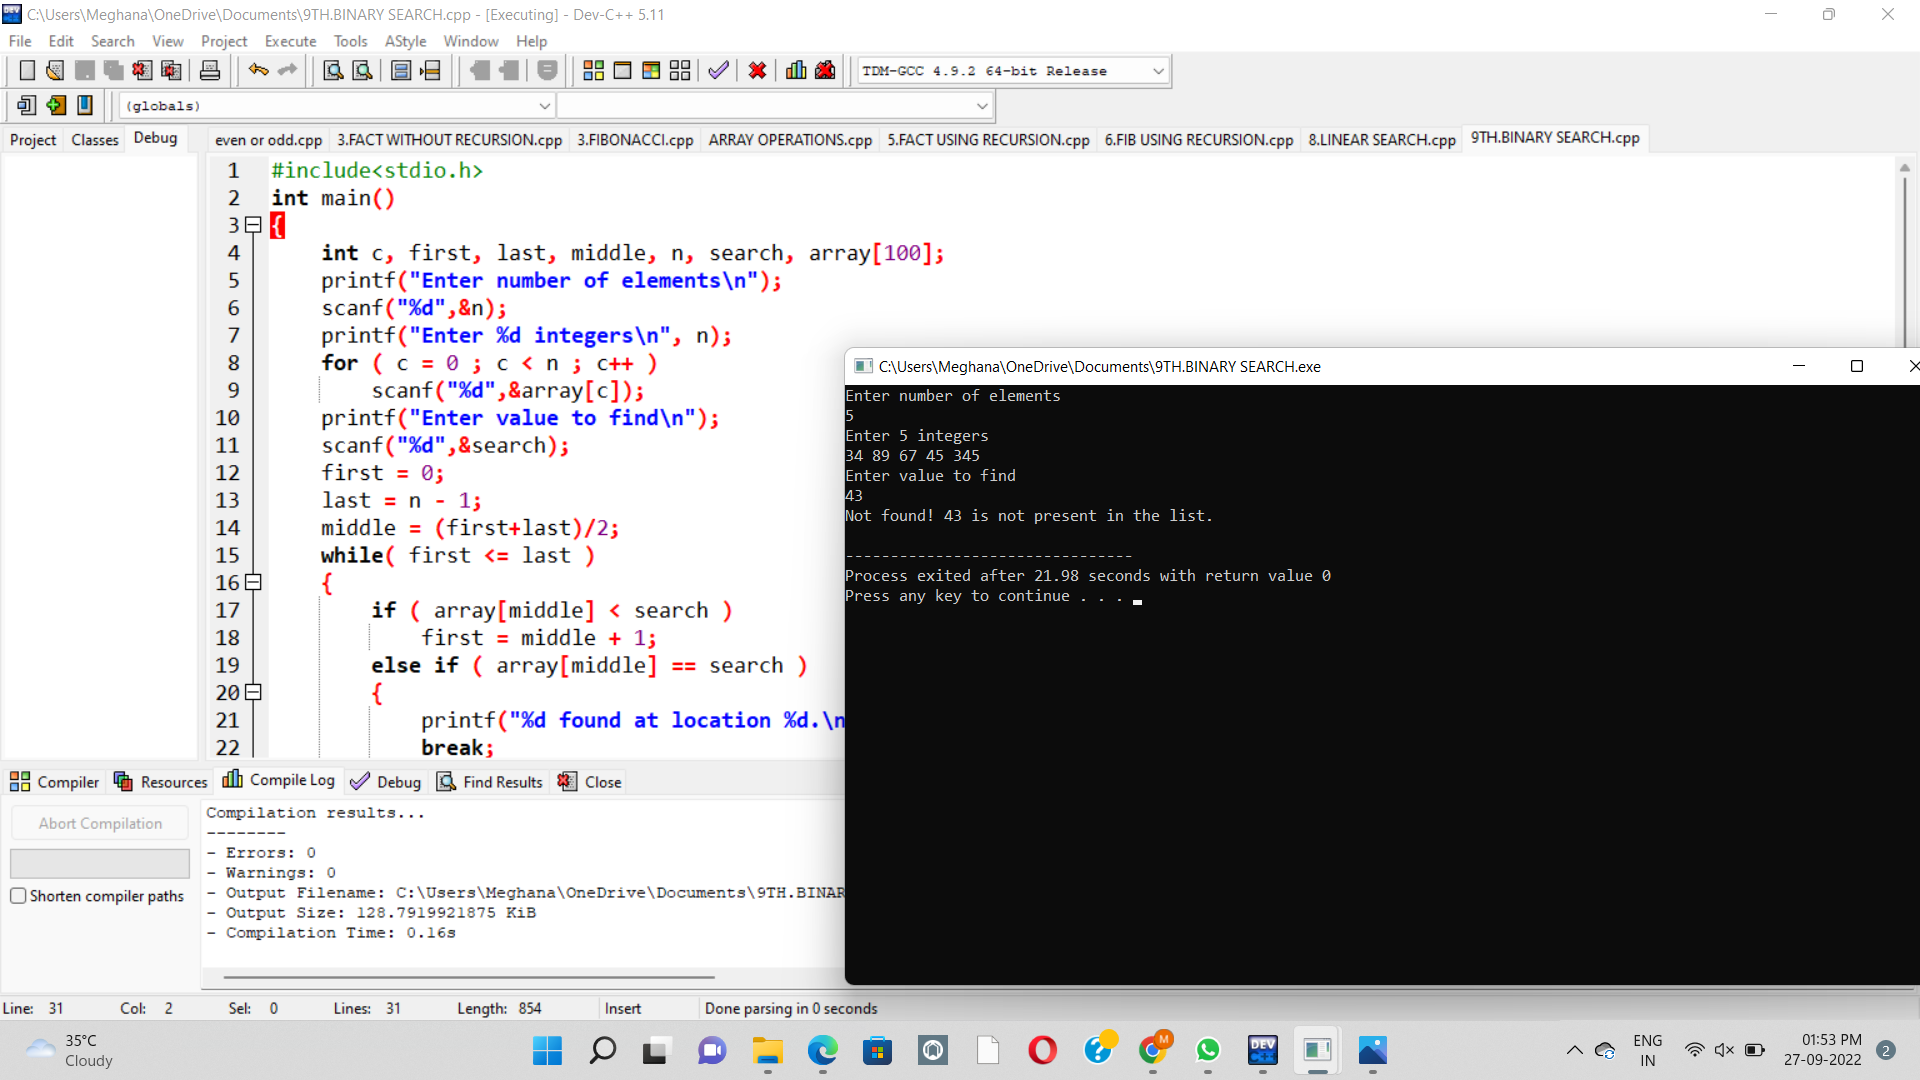 C:\Users\Meghana\OneDrive\Documents\9TH.BINARY SEARCH.cpp - [Executing] - Dev-C++ 5.11
File Edit Search View Project Execute Tools AStyle Window Help
TDM-GCC 4.9.2 64-bit Release
(globals)
Project Classes Debug
even or odd.cpp 3.FACT WITHOUT RECURSION.cpp 3.FIBONACCI.cpp ARRAY OPERATIONS.cpp 5.FACT USING RECURSION.cpp 6.FIB USING RECURSION.cpp 8.LINEAR SEARCH.cpp 9TH.BINARY SEARCH.cpp
1 #include<stdio.h>
2 int main()
3 {
4 int c, first, last, middle, n, search, array[100];
5 printf("Enter number of elements\n");
6 scanf("%d",&n);
7 printf("Enter %d integers\n", n);
8 for ( c = 0 ; c < n ; c++ )
9 scanf("%d",&array[c]);
10 printf("Enter value to find\n");
11 scanf("%d",&search);
12 first = 0;
13 last = n - 1;
14 middle = (first+last)/2;
15 while( first <= last )
16 {
17 if ( array[middle] < search )
18 first = middle + 1;
19 else if ( array[middle] == search )
20 {
21 printf("%d found at location %d.\n
22 break;
C:\Users\Meghana\OneDrive\Documents\9TH.BINARY SEARCH.exe
Enter number of elements
5
Enter 5 integers
34 89 67 45 345
Enter value to find
43
Not found! 43 is not present in the list.
--------------------------------
Process exited after 21.98 seconds with return value 0
Press any key to continue . . .
Compiler Resources Compile Log Debug Find Results Close
Abort Compilation
Shorten compiler paths
Compilation results...
--------
- Errors: 0
- Warnings: 0
- Output Filename: C:\Users\Meghana\OneDrive\Documents\9TH.BINAR
- Output Size: 128.7919921875 KiB
- Compilation Time: 0.16s
Line: 31 Col: 2 Sel: 0 Lines: 31 Length: 854 Insert Done parsing in 0 seconds
35°C
Cloudy
DEV
C++
M
ENG
IN
01:53 PM
27-09-2022
2